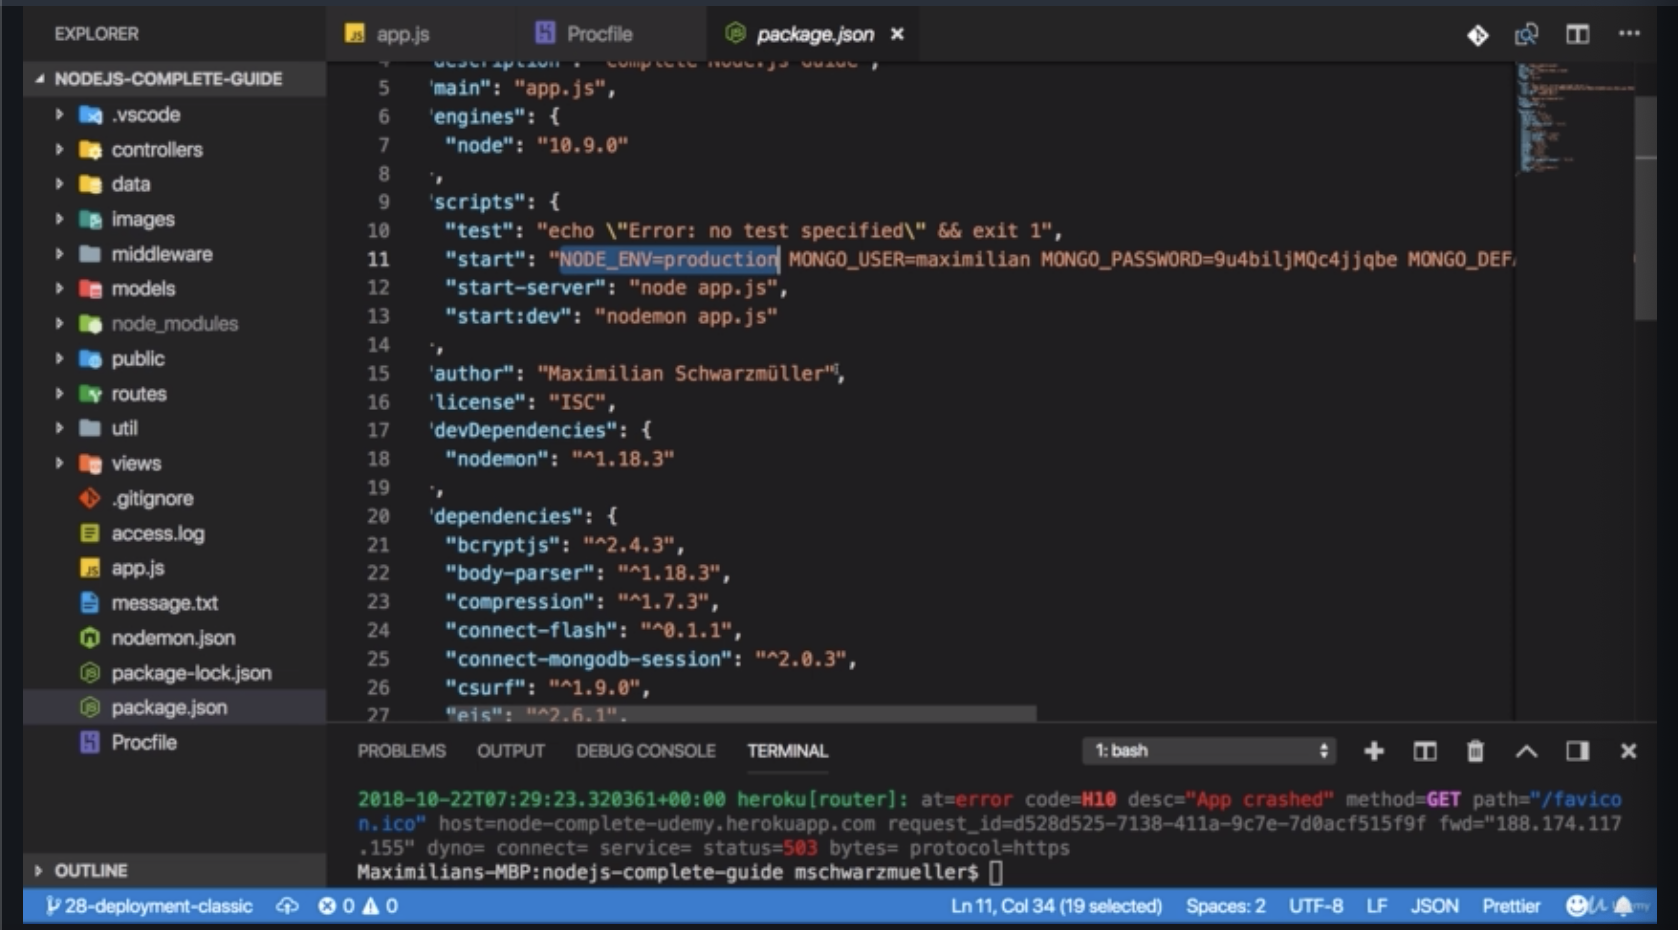 EXPLORER
app.js
Procfile
package.json
NODEJS-COMPLETE-GUIDE
.vscode
controllers
data
images
middleware
models
node_modules
public
routes
util
views
.gitignore
access.log
app.js
message.txt
nodemon.json
package-lock.json
package.json
Procfile
OUTLINE
4 description": "Complete Node.js Guide",
5 'main": "app.js",
6 'engines": {
7 "node": "10.9.0"
8 ,
9 'scripts": {
10 "test": "echo \"Error: no test specified\" && exit 1",
11 "start": "NODE_ENV=production MONGO_USER=maximilian MONGO_PASSWORD=9u4biljMQc4jjqbe MONGO_DEFA
12 "start-server": "node app.js",
13 "start:dev": "nodemon app.js"
14 ,
15 'author": "Maximilian Schwarzmüller",
16 'license": "ISC",
17 'devDependencies": {
18 "nodemon": "^1.18.3"
19 ,
20 'dependencies": {
21 "bcryptjs": "^2.4.3",
22 "body-parser": "^1.18.3",
23 "compression": "^1.7.3",
24 "connect-flash": "^0.1.1",
25 "connect-mongodb-session": "^2.0.3",
26 "csurf": "^1.9.0",
27 "ejs": "^2.6.1",
PROBLEMS OUTPUT DEBUG CONSOLE TERMINAL 1: bash
2018-10-22T07:29:23.320361+00:00 heroku[router]: at=error code=H10 desc="App crashed" method=GET path="/favico
n.ico" host=node-complete-udemy.herokuapp.com request_id=d528d525-7138-411a-9c7e-7d0acf515f9f fwd="188.174.117
.155" dyno= connect= service= status=503 bytes= protocol=https
Maximilians-MBP:nodejs-complete-guide mschwarzmueller$
28-deployment-classic 0 0 Ln 11, Col 34 (19 selected) Spaces: 2 UTF-8 LF JSON Prettier